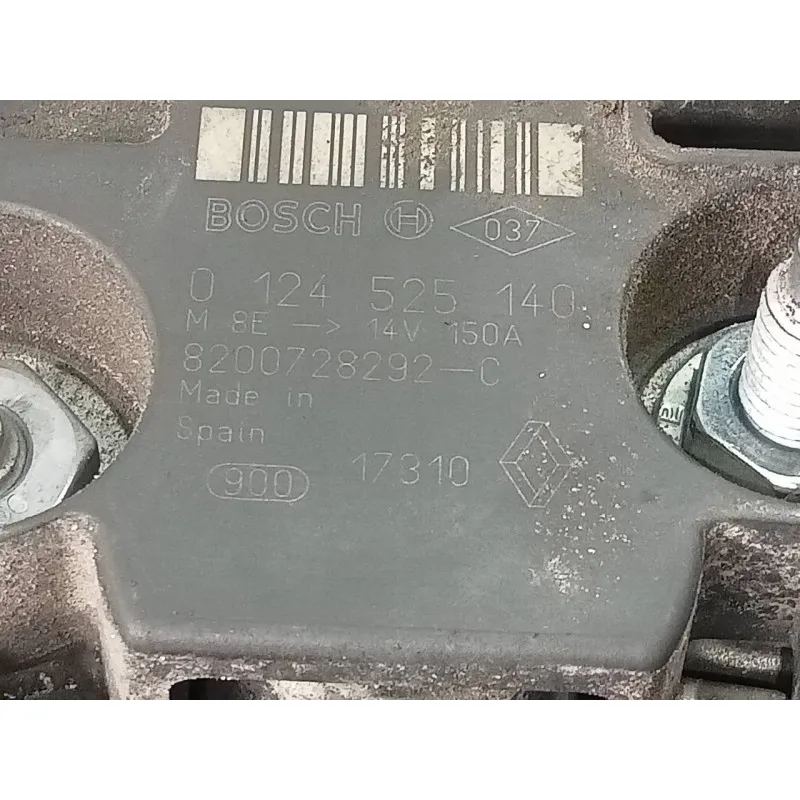 BOSCH 037
0 124 525 140
M 8E -> 14V 150A
8200728292-C
Made in
Spain
900 17310